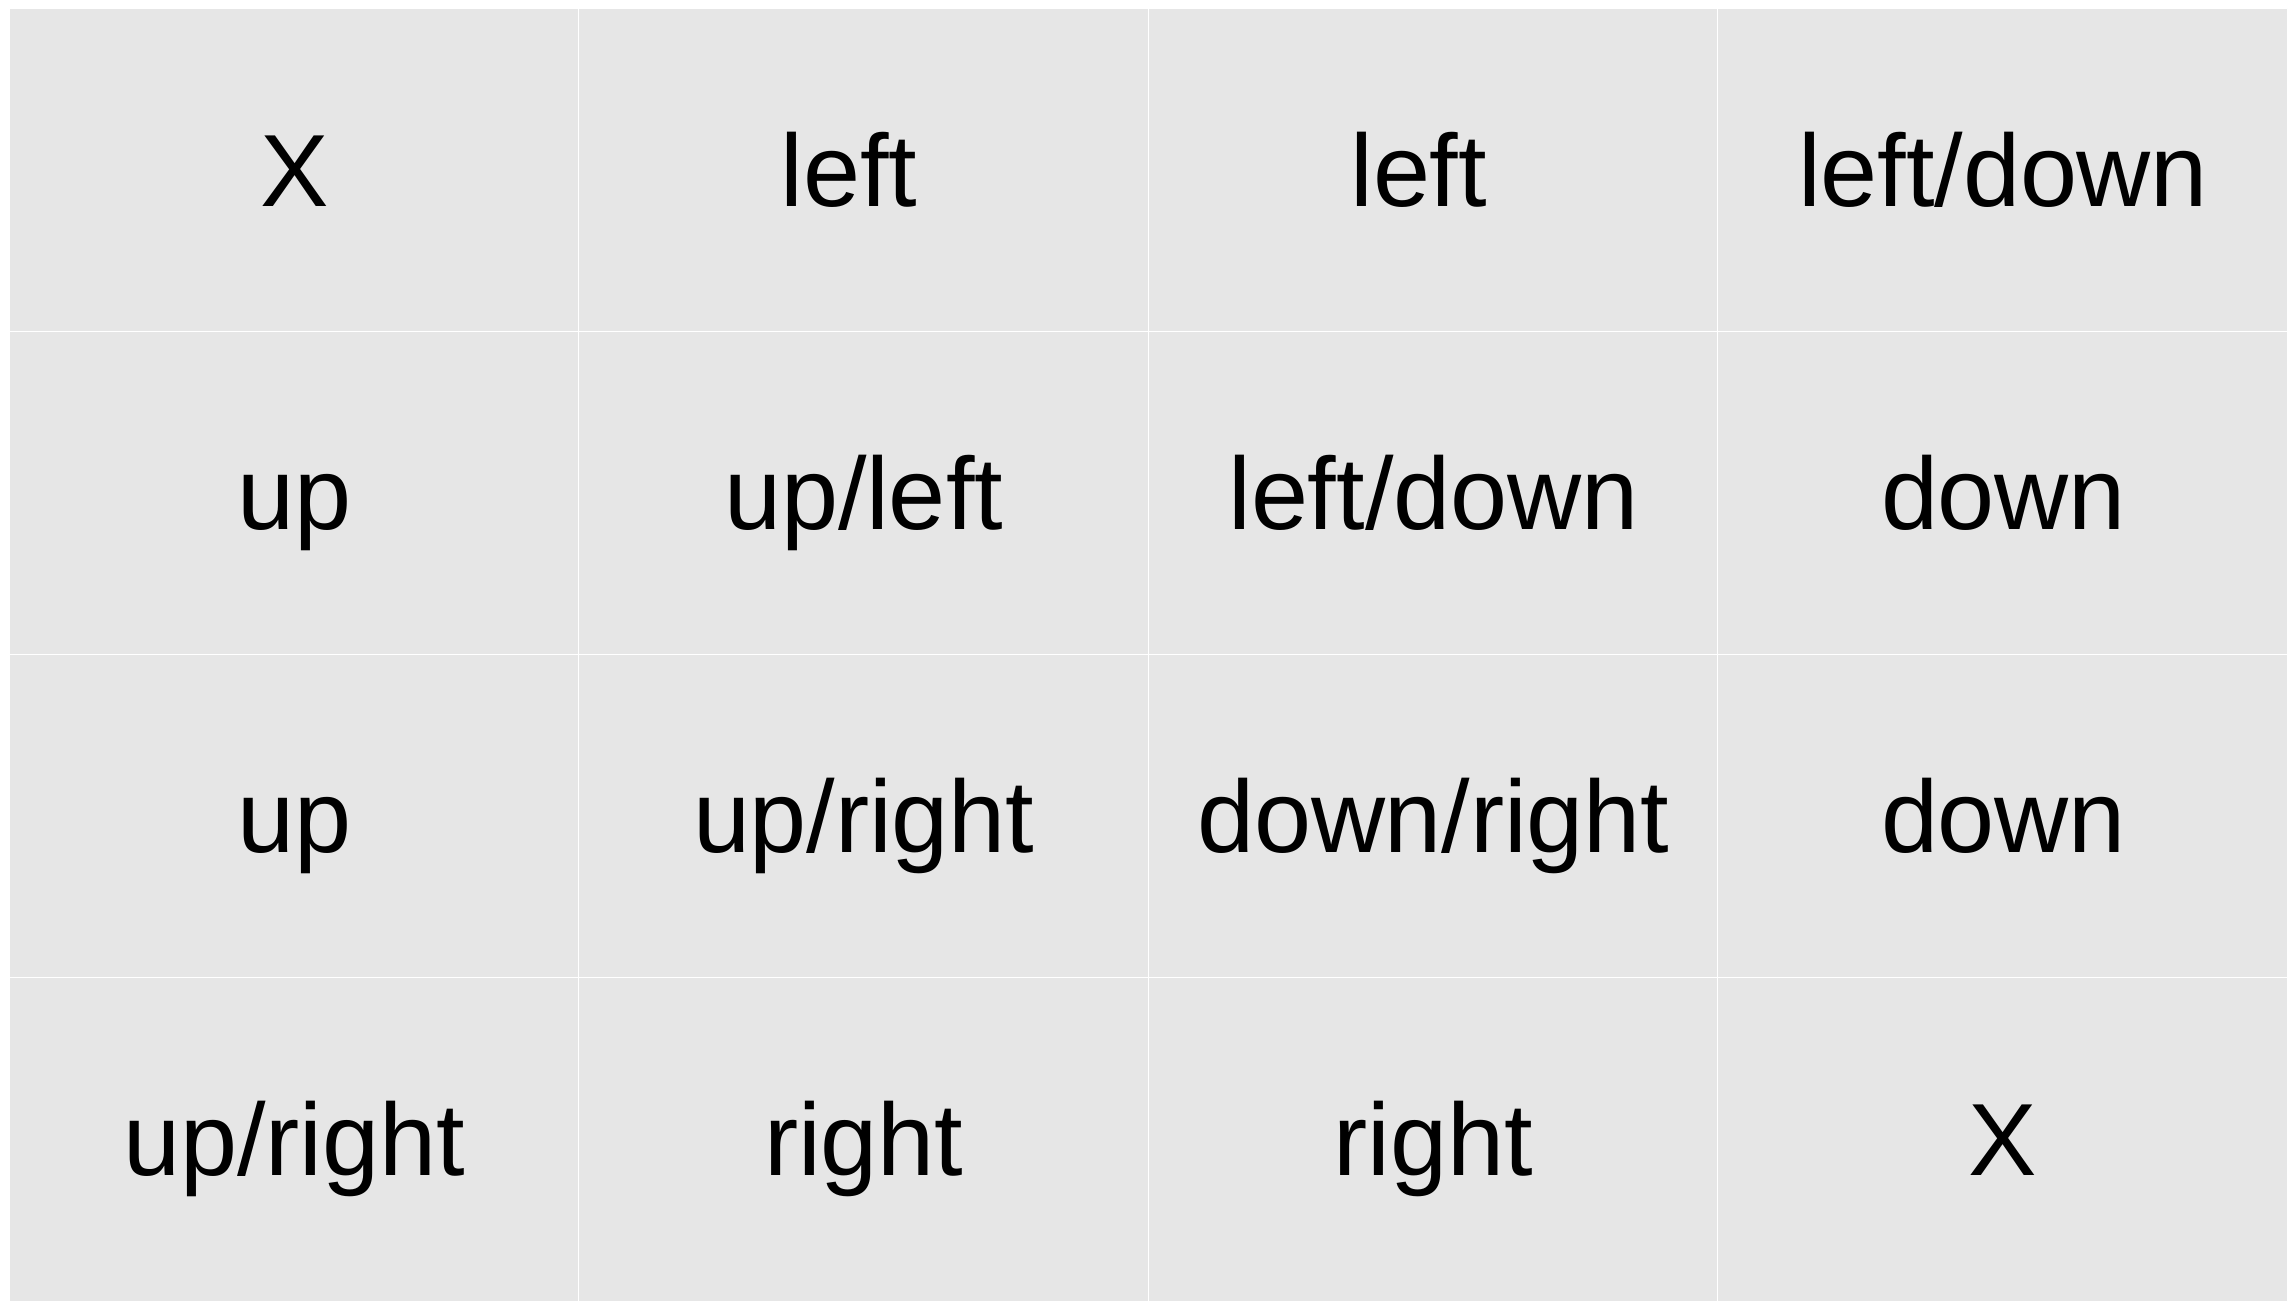 X left left left/down
up up/left left/down down
up up/right down/right down
up/right right right X